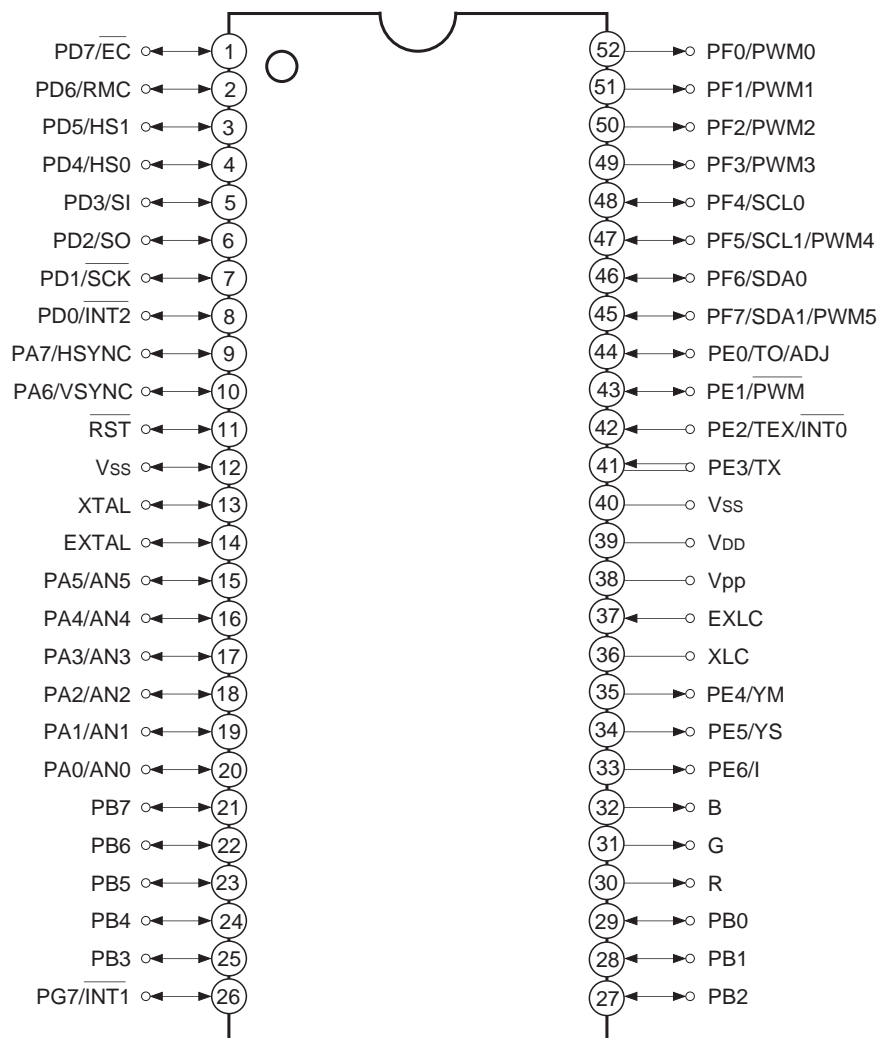 PD7/EC 1 52 PF0/PWM0
PD6/RMC 2 51 PF1/PWM1
PD5/HS1 3 50 PF2/PWM2
PD4/HS0 4 49 PF3/PWM3
PD3/SI 5 48 PF4/SCL0
PD2/SO 6 47 PF5/SCL1/PWM4
PD1/SCK 7 46 PF6/SDA0
PD0/INT2 8 45 PF7/SDA1/PWM5
PA7/HSYNC 9 44 PE0/TO/ADJ
PA6/VSYNC 10 43 PE1/PWM
RST 11 42 PE2/TEX/INT0
Vss 12 41 PE3/TX
XTAL 13 40 Vss
EXTAL 14 39 VDD
PA5/AN5 15 38 Vpp
PA4/AN4 16 37 EXLC
PA3/AN3 17 36 XLC
PA2/AN2 18 35 PE4/YM
PA1/AN1 19 34 PE5/YS
PA0/AN0 20 33 PE6/I
PB7 21 32 B
PB6 22 31 G
PB5 23 30 R
PB4 24 29 PB0
PB3 25 28 PB1
PG7/INT1 26 27 PB2